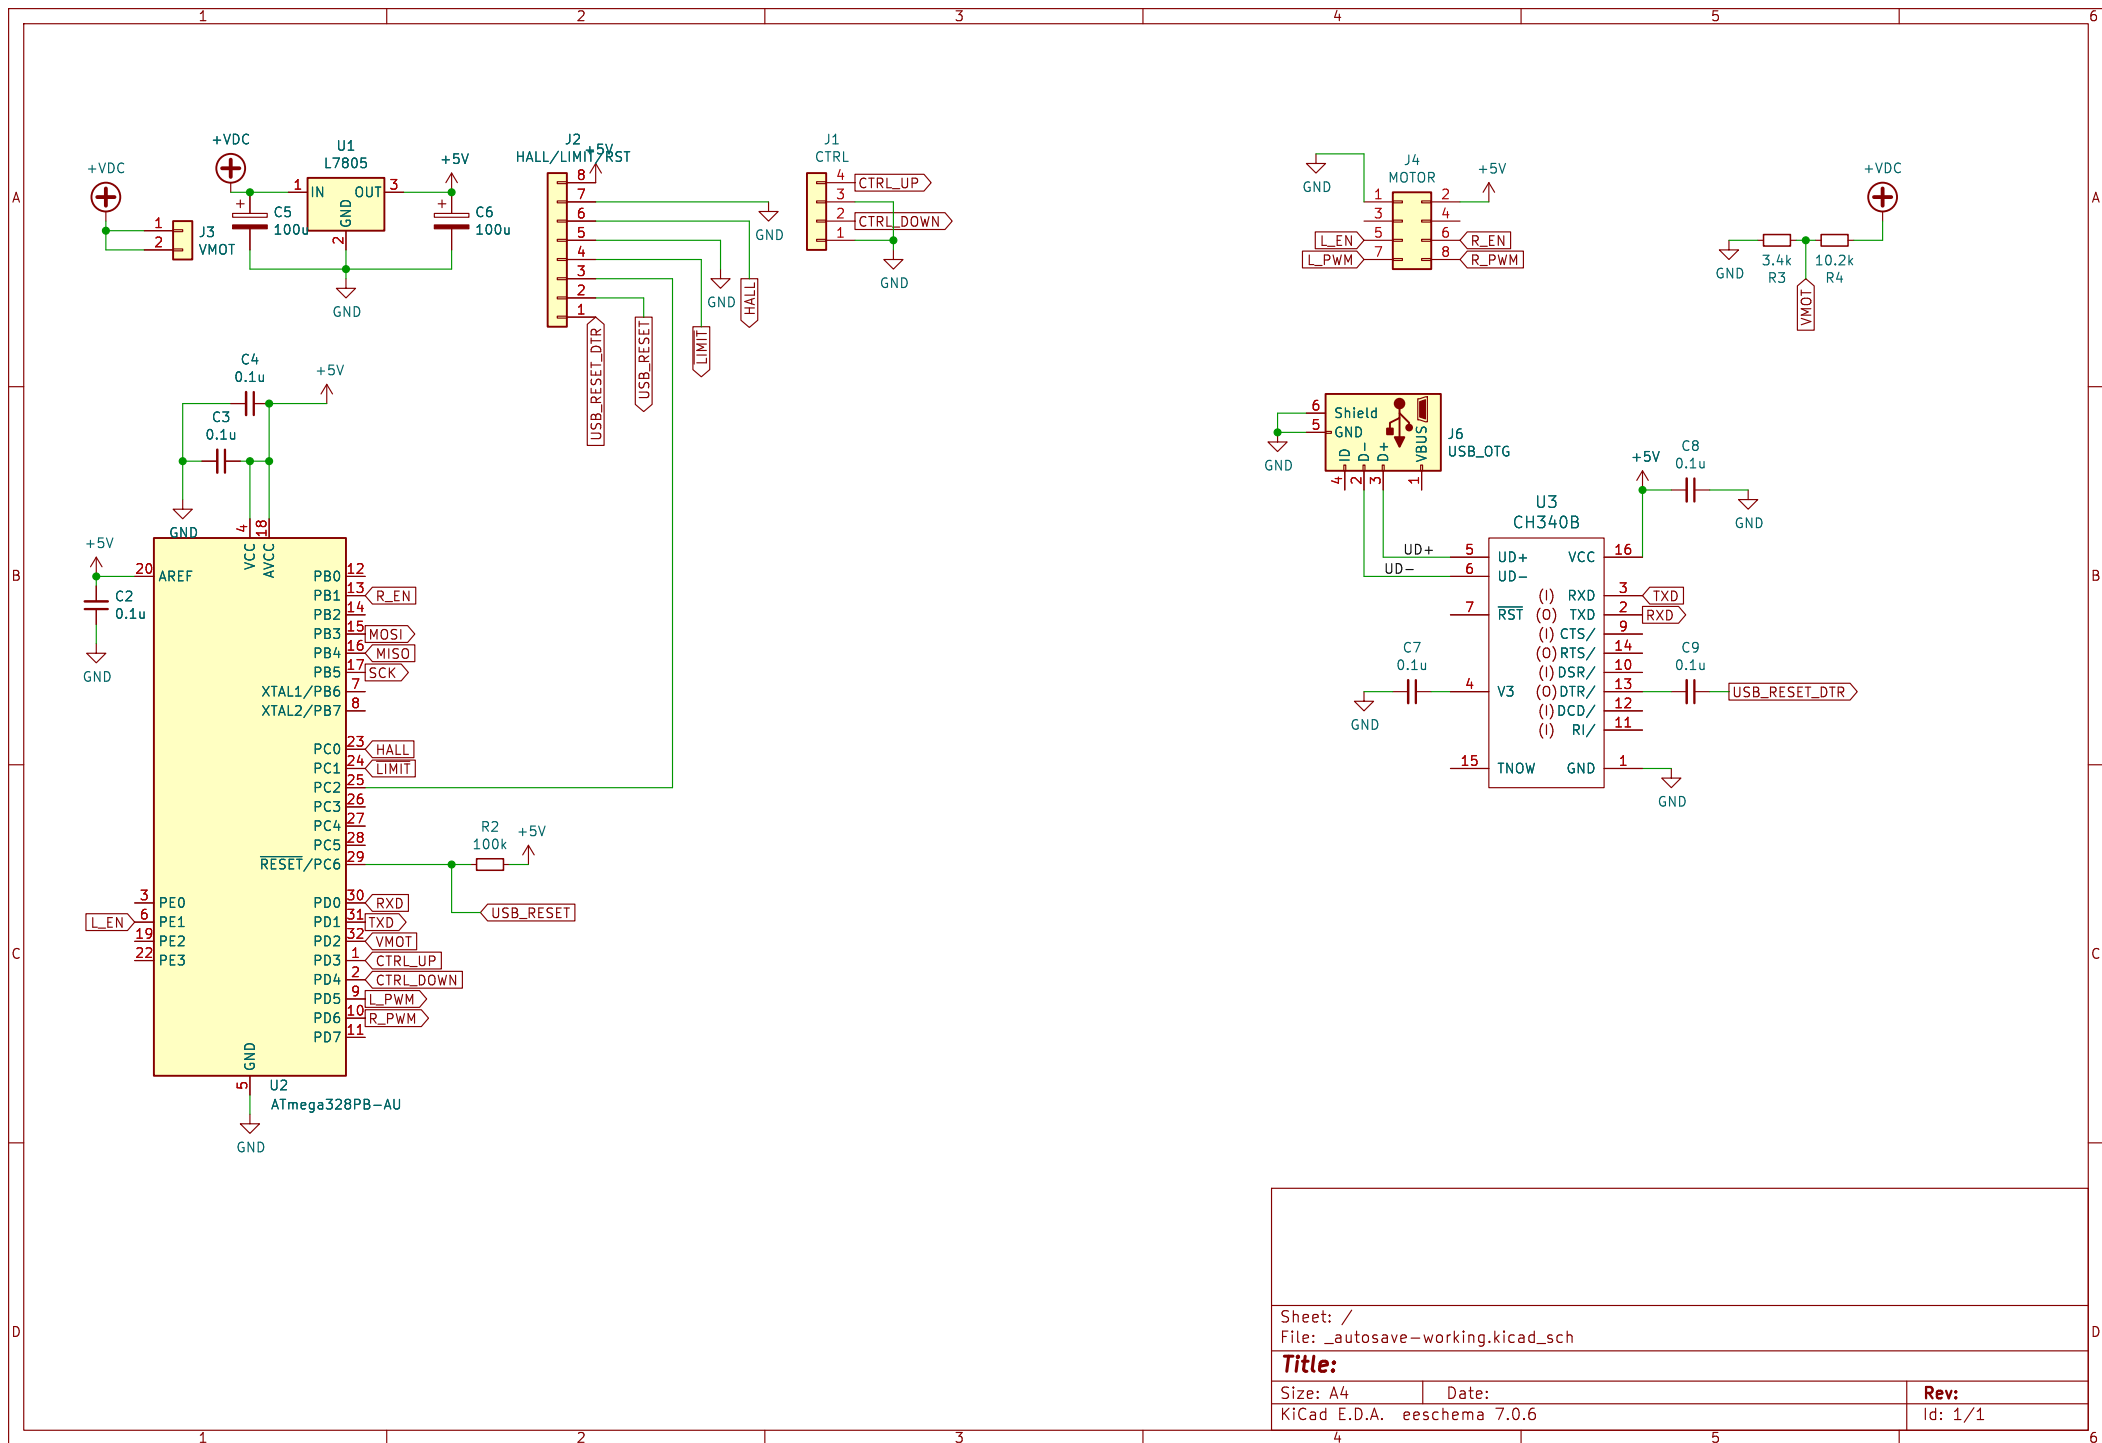 1 2 3 4 5 6
A
B
C
D
+VDC
1
2
J3
VMOT
+VDC
U1
L7805
1 IN OUT 3
GND
2
+
C5
100u
+5V
+
C6
100u
GND
J2
HALL/LIMIT/RST
+5V
8
7
6
5
4
3
2
1
GND
GND
HALL
LIMIT
USB_RESET
USB_RESET_DTR
J1
CTRL
4 CTRL_UP
3
2 CTRL_DOWN
1
GND
GND
J4
MOTOR
+5V
1 2
3 4
L_EN 5 6 R_EN
L_PWM 7 8 R_PWM
+VDC
GND
3.4k
R3
10.2k
R4
VMOT
C4
0.1u
+5V
C3
0.1u
GND
+5V
C2
0.1u
GND
4
18
VCC
AVCC
20 AREF
PB0 12
PB1 13 R_EN
PB2 14
PB3 15 MOSI
PB4 16 MISO
PB5 17 SCK
XTAL1/PB6 7
XTAL2/PB7 8
PC0 23 HALL
PC1 24 LIMIT
PC2 25
PC3 26
PC4 27
PC5 28
RESET/PC6 29
R2
100k
+5V
USB_RESET
3 PE0
L_EN 6 PE1
19 PE2
22 PE3
PD0 30 RXD
PD1 31 TXD
PD2 32 VMOT
PD3 1 CTRL_UP
PD4 2 CTRL_DOWN
PD5 9 L_PWM
PD6 10 R_PWM
PD7 11
GND
5
U2
ATmega328PB-AU
GND
6 Shield
5 GND
ID
D-
D+
VBUS
4
2
3
1
J6
USB_OTG
GND
+5V
C8
0.1u
GND
U3
CH340B
UD+ 5 UD+
UD- 6 UD-
7 RST
4 V3
15 TNOW
VCC 16
(I) RXD 3 TXD
(O) TXD 2 RXD
(I) CTS/ 9
(O) RTS/ 14
(I) DSR/ 10
(O) DTR/ 13
(I) DCD/ 12
(I) RI/ 11
GND 1
C7
0.1u
GND
C9
0.1u
USB_RESET_DTR
GND
Sheet: /
File: _autosave-working.kicad_sch
Title:
Size: A4 Date: Rev:
KiCad E.D.A. eeschema 7.0.6 Id: 1/1
A
B
C
D
1 2 3 4 5 6